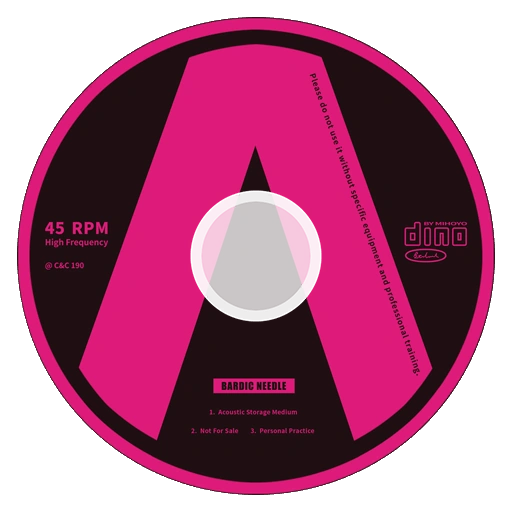 Please do not use it without specific equipment and professional training.
45 RPM
High Frequency
@ C&C 190
BY MIHOYO
dino
BARDIC NEEDLE
1. Acoustic Storage Medium
2. Not For Sale 3. Personal Practice